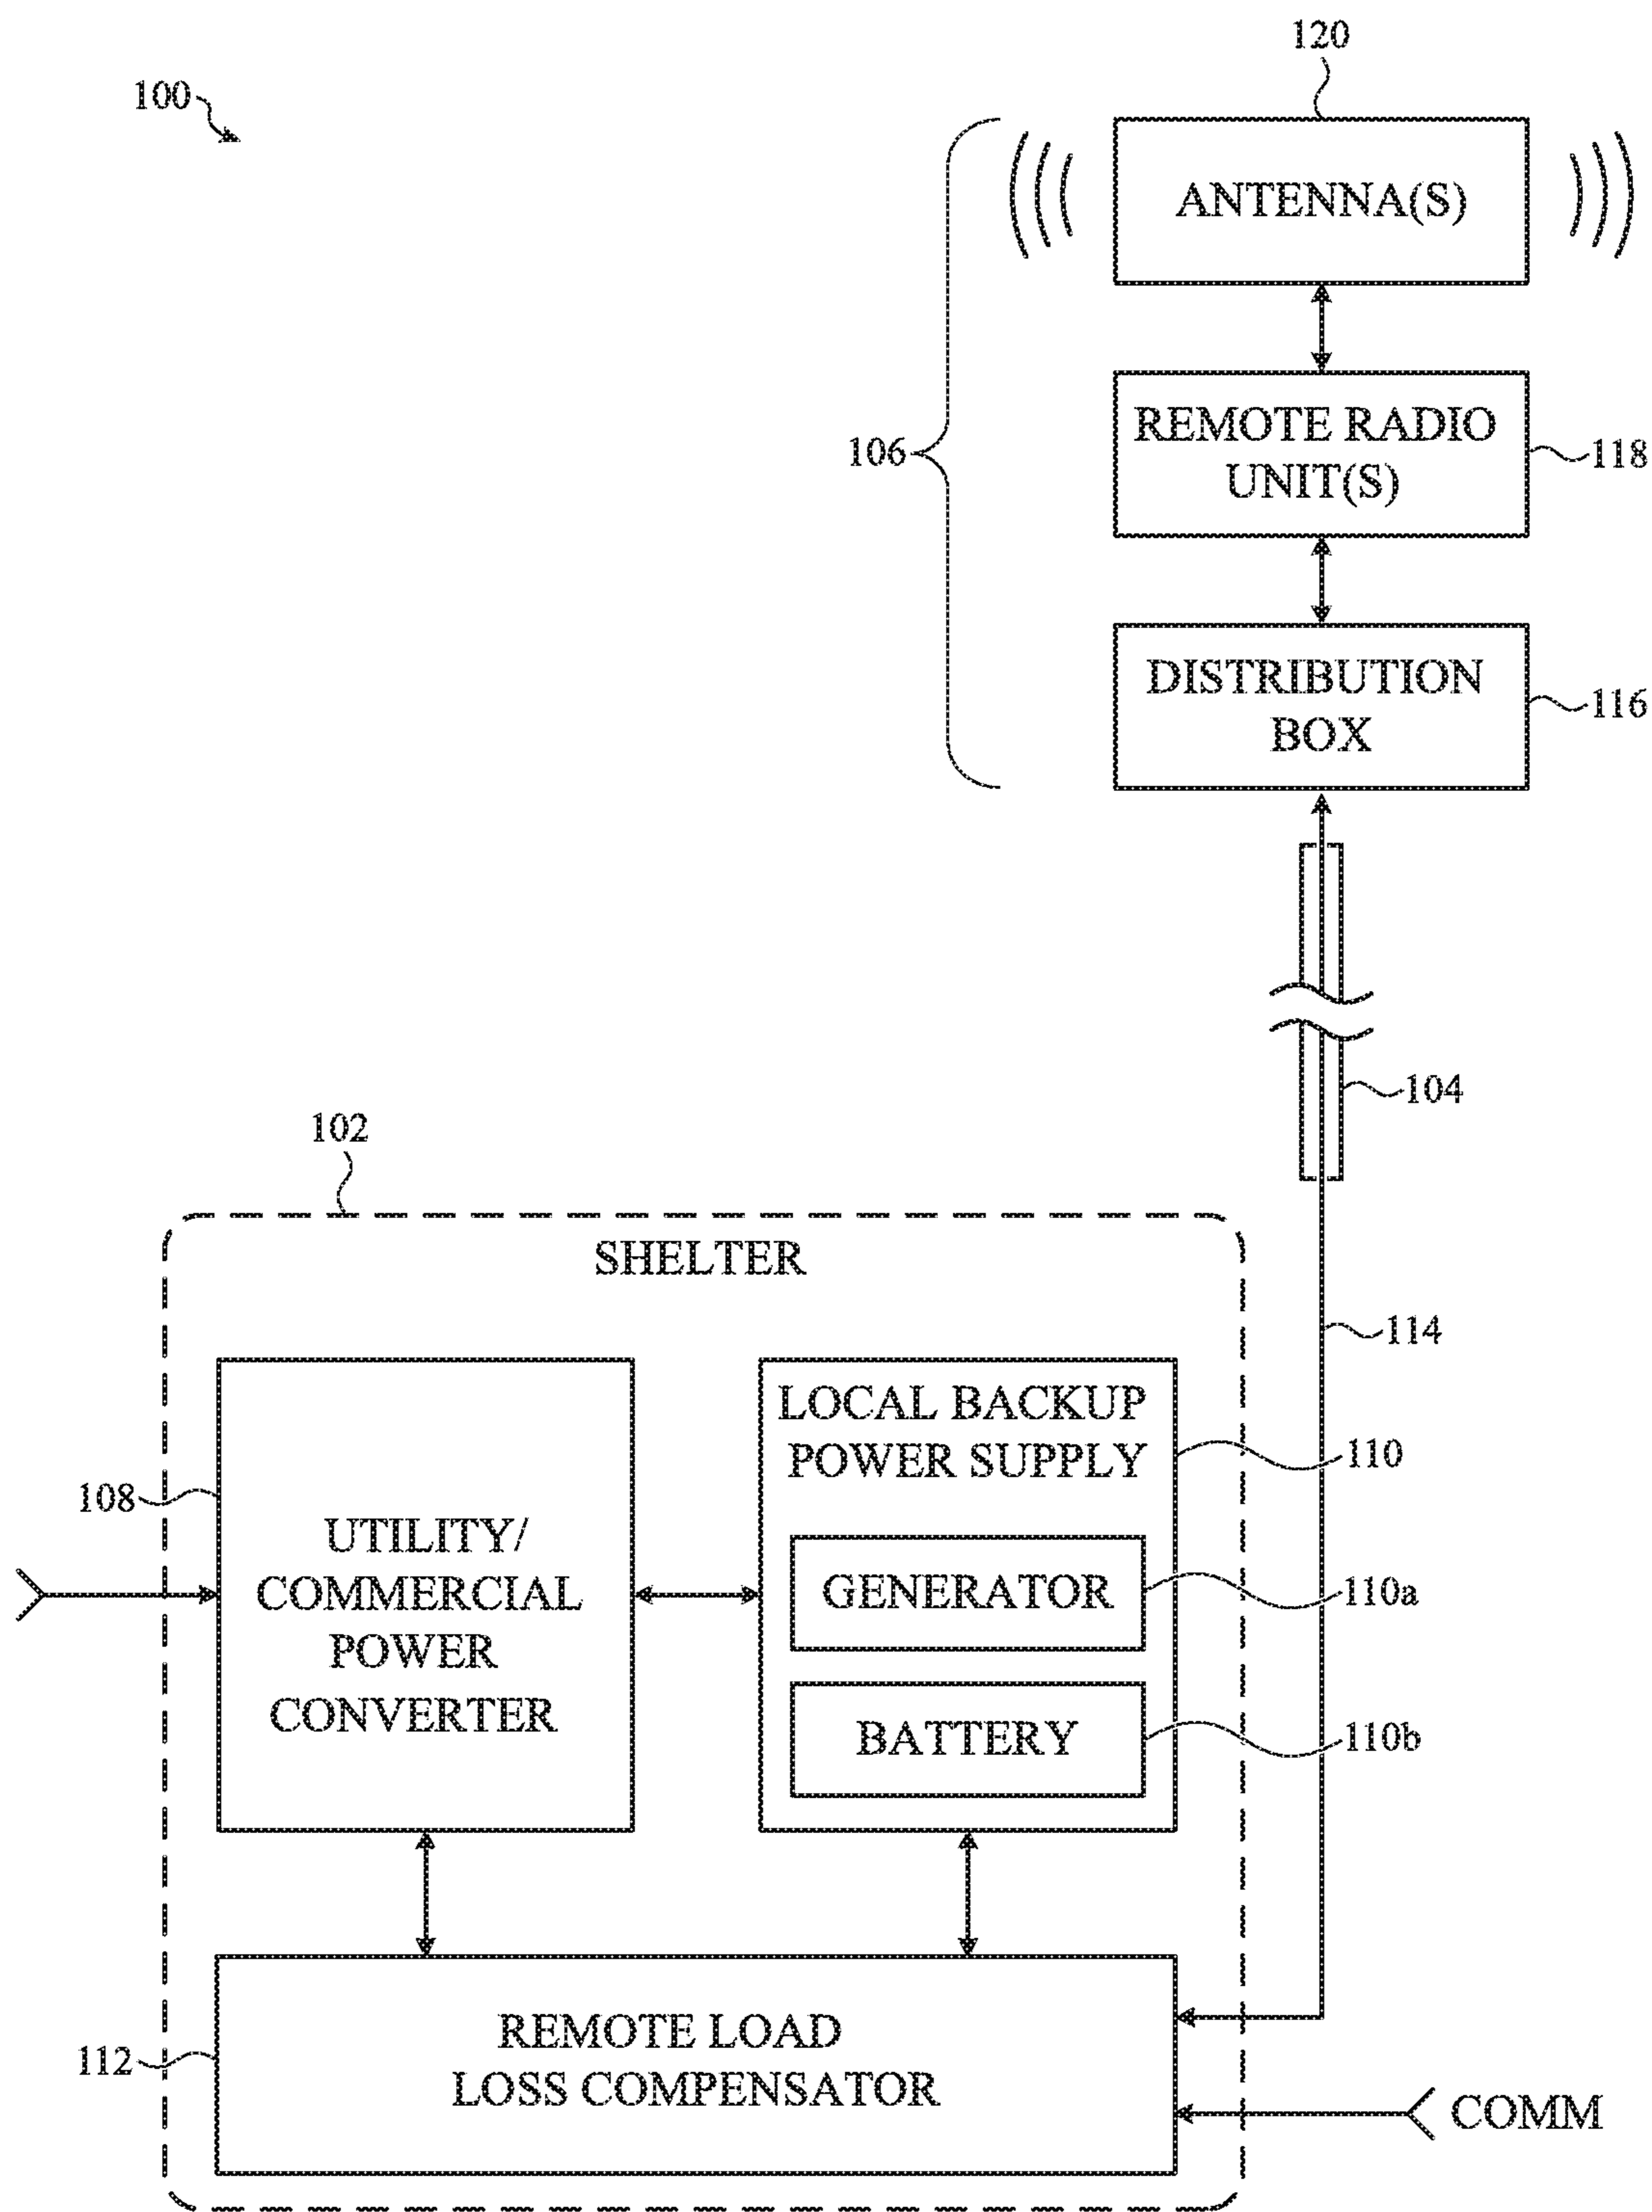 120
100
ANTENNA(S)
REMOTE RADIO
UNIT(S)
106
118
DISTRIBUTION
BOX
116
104
102
SHELTER
114
LOCAL BACKUP
POWER SUPPLY
110
108
UTILITY/
COMMERCIAL
POWER
CONVERTER
GENERATOR
110a
BATTERY
110b
REMOTE LOAD
LOSS COMPENSATOR
112
COMM